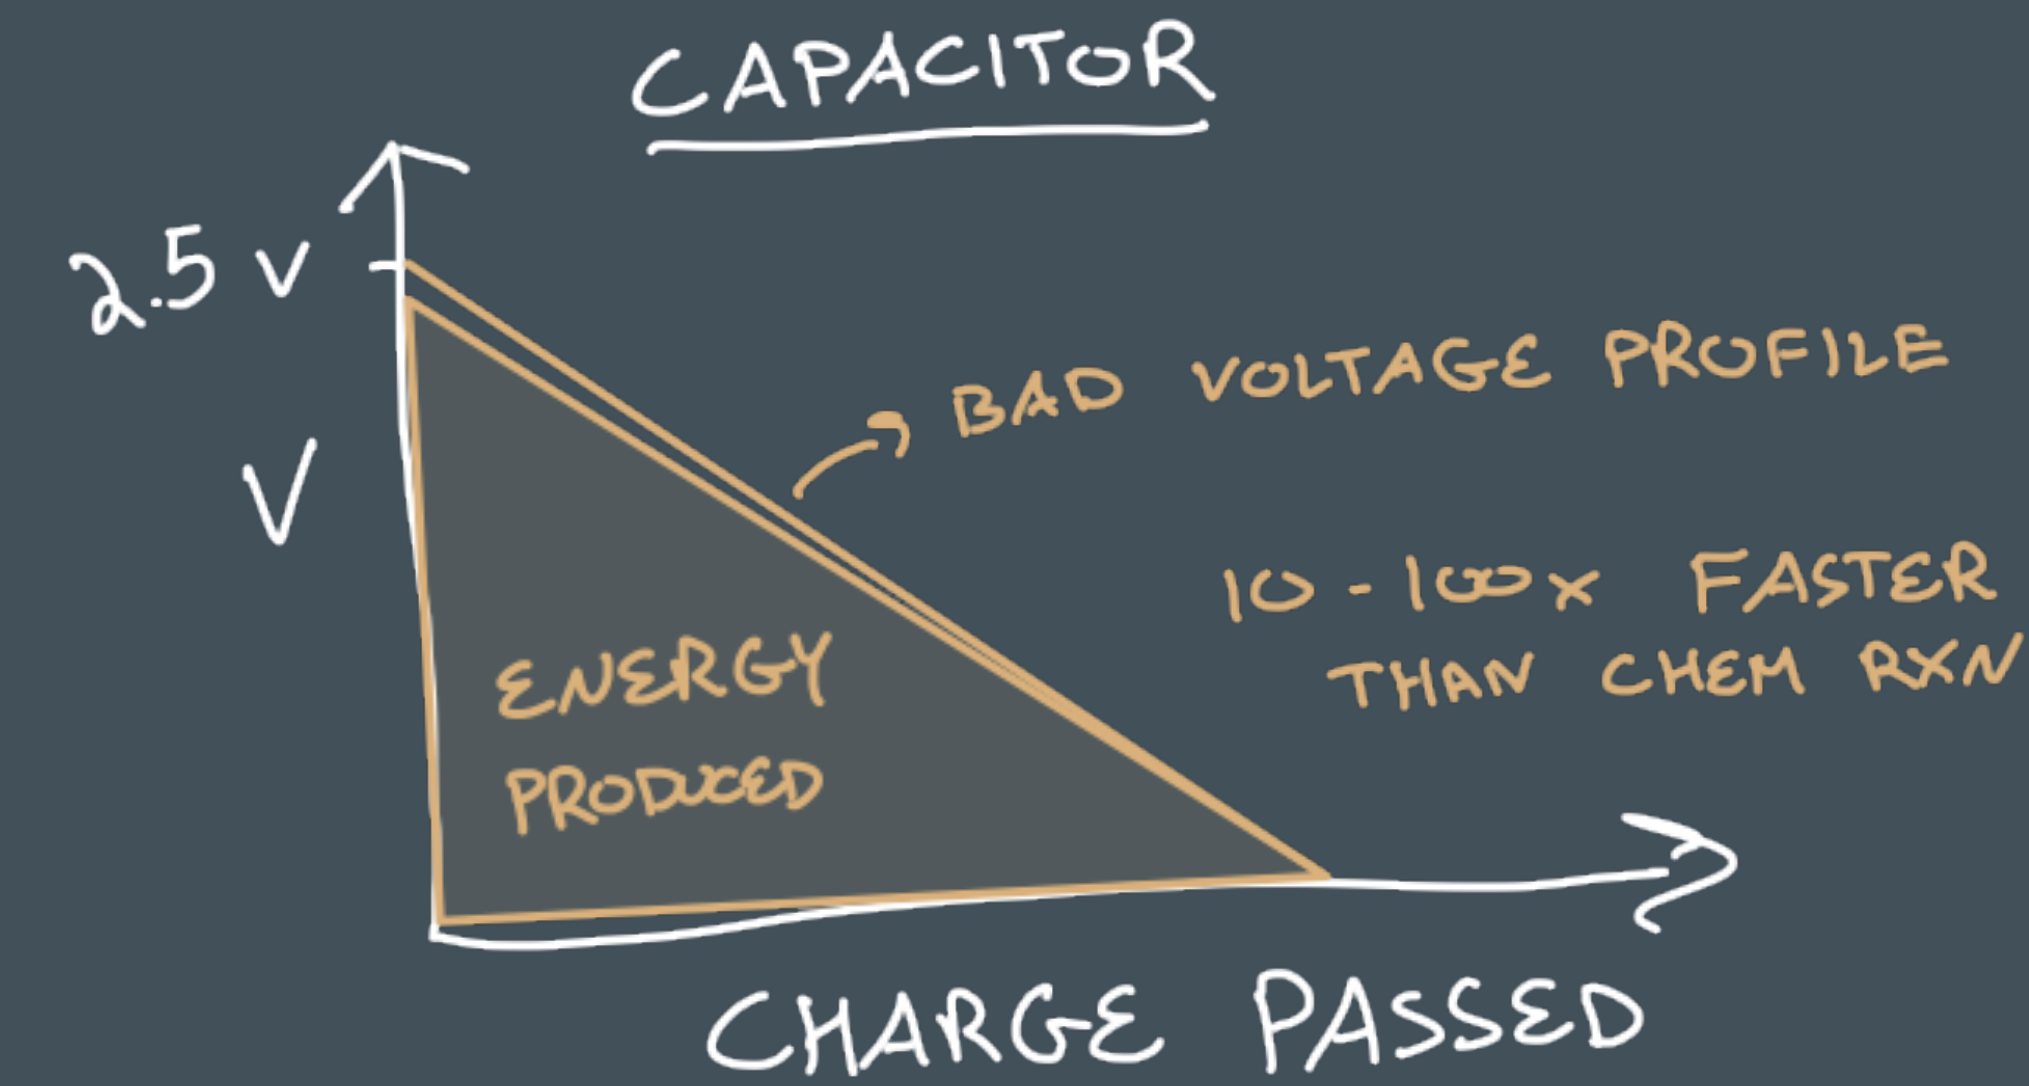 CAPACITOR
2.5 V
V
BAD VOLTAGE PROFILE
10 - 100x FASTER
THAN CHEM RXN
ENERGY
PRODUCED
CHARGE PASSED